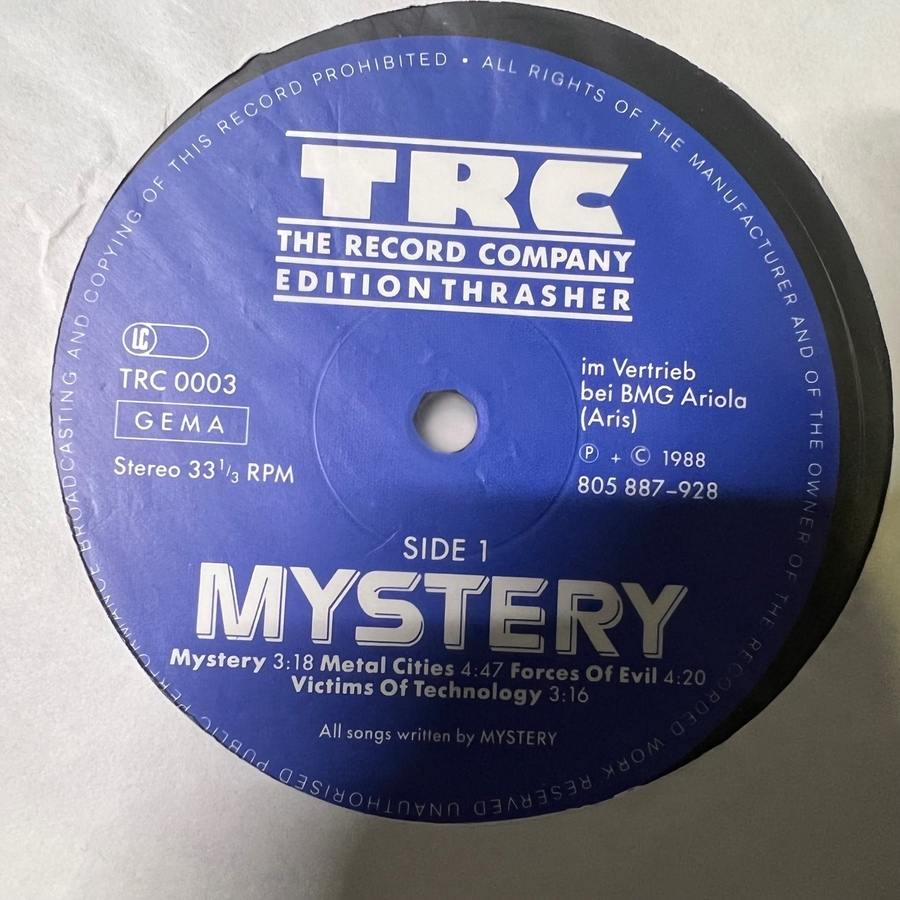 TRC
THE RECORD COMPANY
EDITION THRASHER
LC
TRC 0003
GEMA
Stereo 33 1/3 RPM
im Vertrieb
bei BMG Ariola
(Aris)
Ⓟ + © 1988
805 887–928
SIDE 1
MYSTERY
Mystery 3:18 Metal Cities 4:47 Forces Of Evil 4:20
Victims Of Technology 3:16
All songs written by MYSTERY
ALL RIGHTS OF THE MANUFACTURER AND OF THE OWNER OF THE RECORDED WORK RESERVED UNAUTHORISED PUBLIC PERFORMANCE BROADCASTING AND COPYING OF THIS RECORD PROHIBITED •